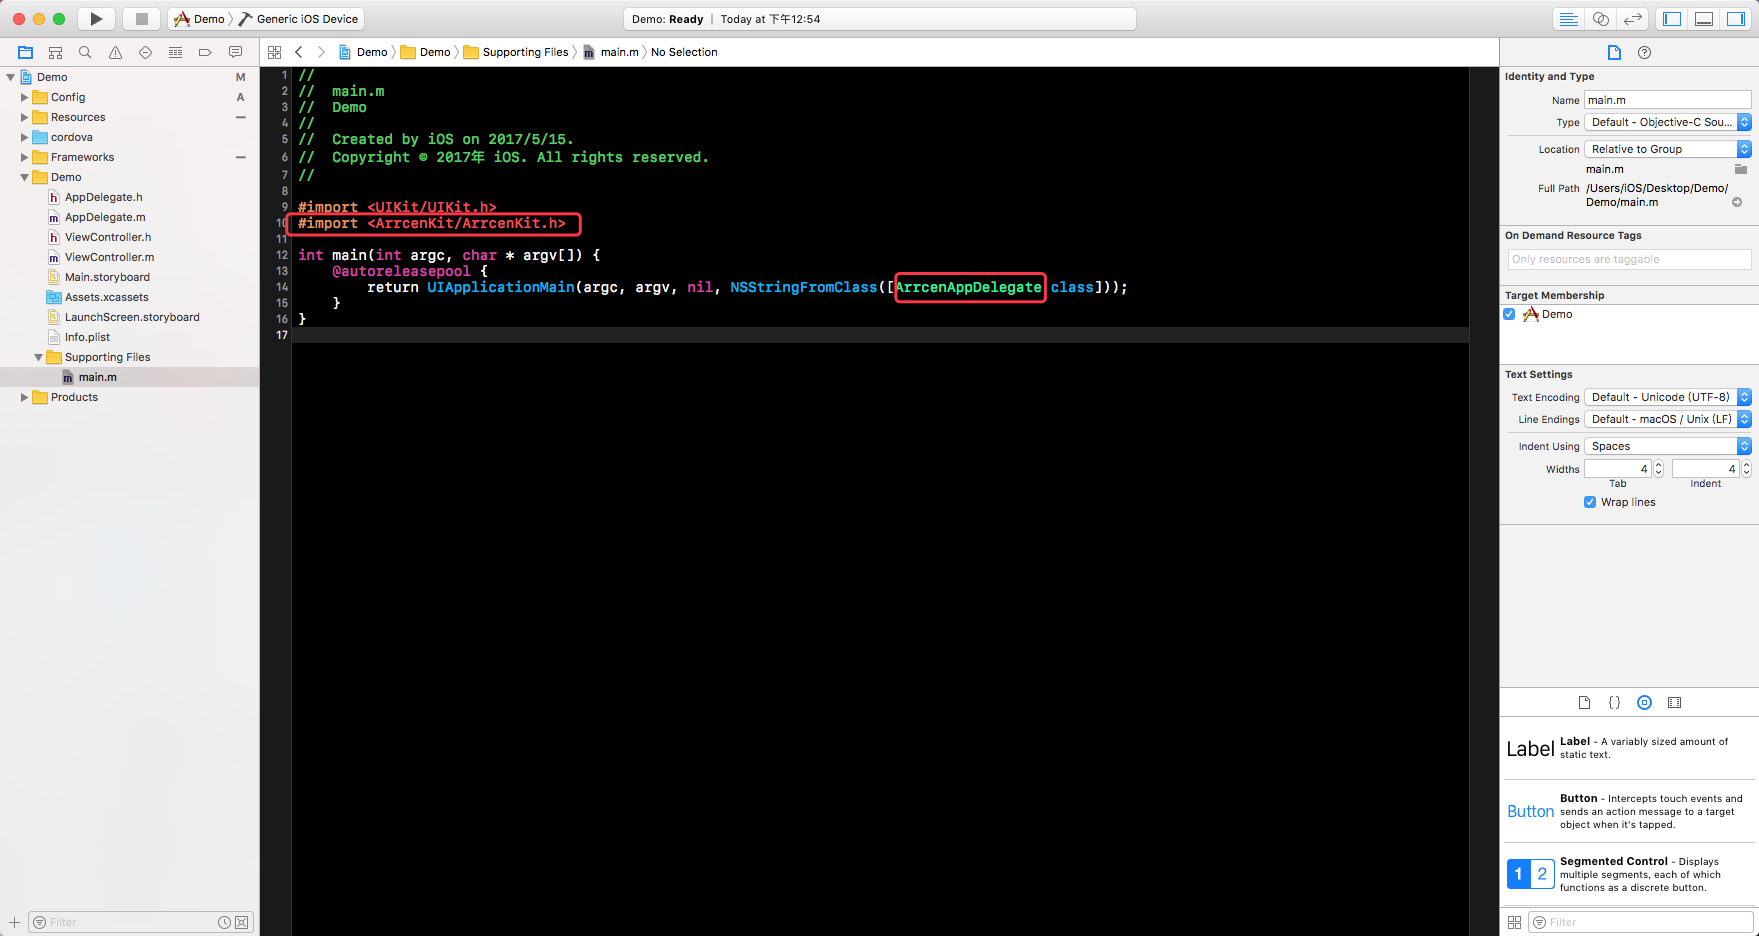 Demo
Generic iOS Device
Demo: Ready | Today at 下午12:54
Demo
Demo
Supporting Files
main.m
No Selection
Demo M
Config A
Resources
cordova
Frameworks
Demo
AppDelegate.h
AppDelegate.m
ViewController.h
ViewController.m
Main.storyboard
Assets.xcassets
LaunchScreen.storyboard
Info.plist
Supporting Files
main.m
Products
Filter
1 //
2 //  main.m
3 //  Demo
4 //
5 //  Created by iOS on 2017/5/15.
6 //  Copyright © 2017年 iOS. All rights reserved.
7 //
8
9 #import <UIKit/UIKit.h>
10 #import <ArrcenKit/ArrcenKit.h>
11
12 int main(int argc, char * argv[]) {
13     @autoreleasepool {
14         return UIApplicationMain(argc, argv, nil, NSStringFromClass([ArrcenAppDelegate class]));
15     }
16 }
17
Identity and Type
Name main.m
Type Default - Objective-C Sou...
Location Relative to Group
main.m
Full Path /Users/iOS/Desktop/Demo/
Demo/main.m
On Demand Resource Tags
Only resources are taggable
Target Membership
Demo
Text Settings
Text Encoding Default - Unicode (UTF-8)
Line Endings Default - macOS / Unix (LF)
Indent Using Spaces
Widths 4 4
Tab Indent
Wrap lines
Label Label - A variably sized amount of
static text.
Button Button - Intercepts touch events and
sends an action message to a target
object when it's tapped.
1 2 Segmented Control - Displays
multiple segments, each of which
functions as a discrete button.
Filter